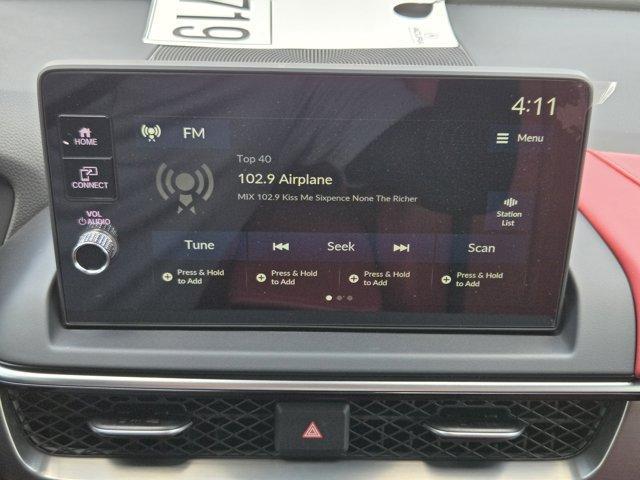 719
ACURA
4:11
HOME
FM
Menu
CONNECT
Top 40
102.9 Airplane
MIX 102.9 Kiss Me Sixpence None The Richer
VOL
AUDIO
Station
List
Tune
Seek
Scan
Press & Hold
to Add
Press & Hold
to Add
Press & Hold
to Add
Press & Hold
to Add